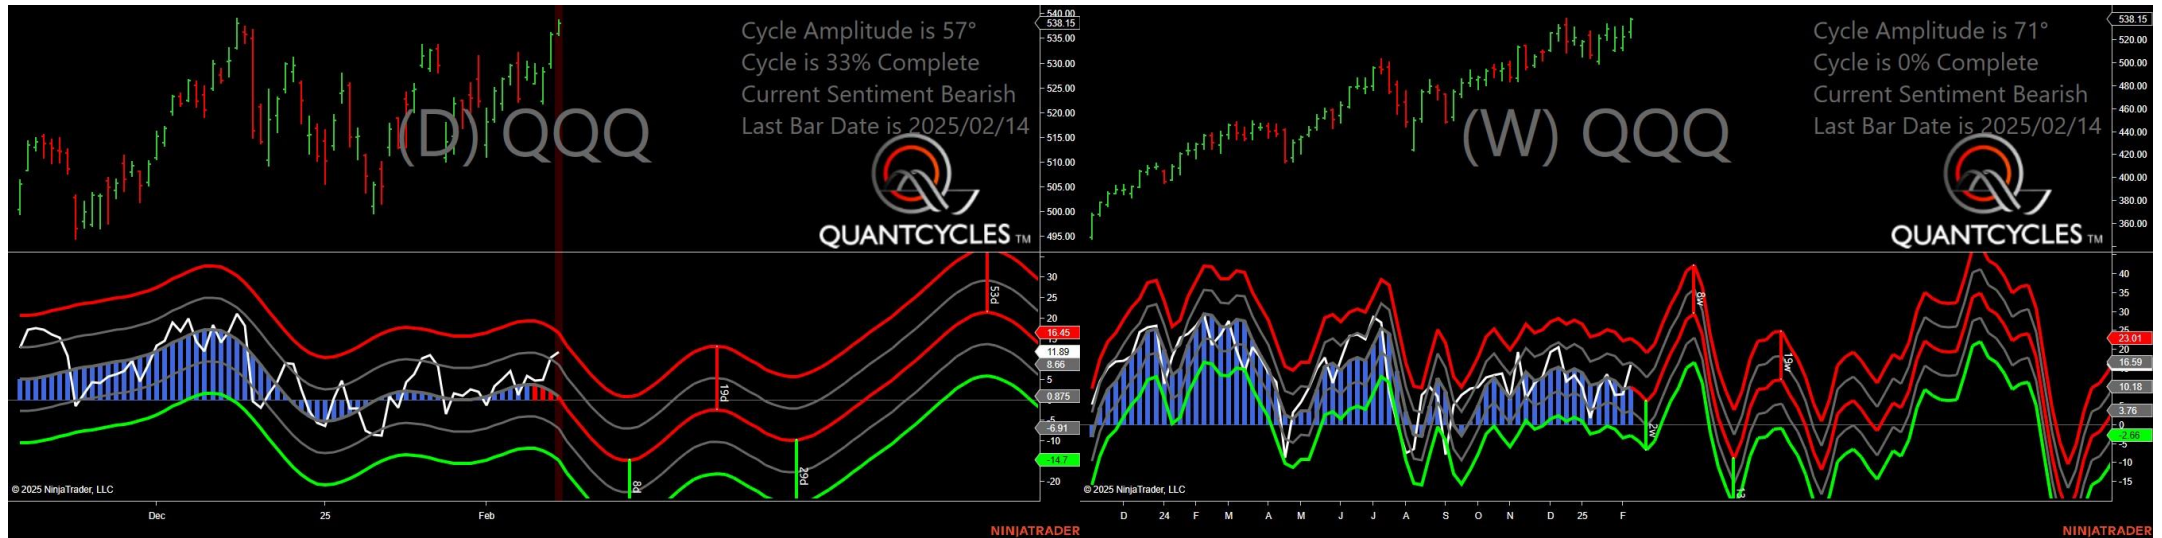 Cycle Amplitude is 57°
Cycle is 33% Complete
Current Sentiment Bearish
Last Bar Date is 2025/02/14
(D) QQQ
QUANTCYCLES TM
540.00
538.15
535.00
530.00
525.00
520.00
515.00
510.00
505.00
500.00
495.00
30
25
20
16.45
11.89
8.66
5
0.875
-5
-6.91
-10
-14.7
-20
8d
19d
29d
53d
© 2025 NinjaTrader, LLC
Dec
25
Feb
NINJATRADER
Cycle Amplitude is 71°
Cycle is 0% Complete
Current Sentiment Bearish
Last Bar Date is 2025/02/14
(W) QQQ
QUANTCYCLES TM
538.15
520.00
500.00
480.00
460.00
440.00
420.00
400.00
380.00
360.00
40
35
30
25
23.01
20
16.59
10.18
3.76
0
-2.66
-5
-10
-15
2w
8w
13
19w
© 2025 NinjaTrader, LLC
D 24 F M A M J J A S O N D 25 F
NINJATRADER